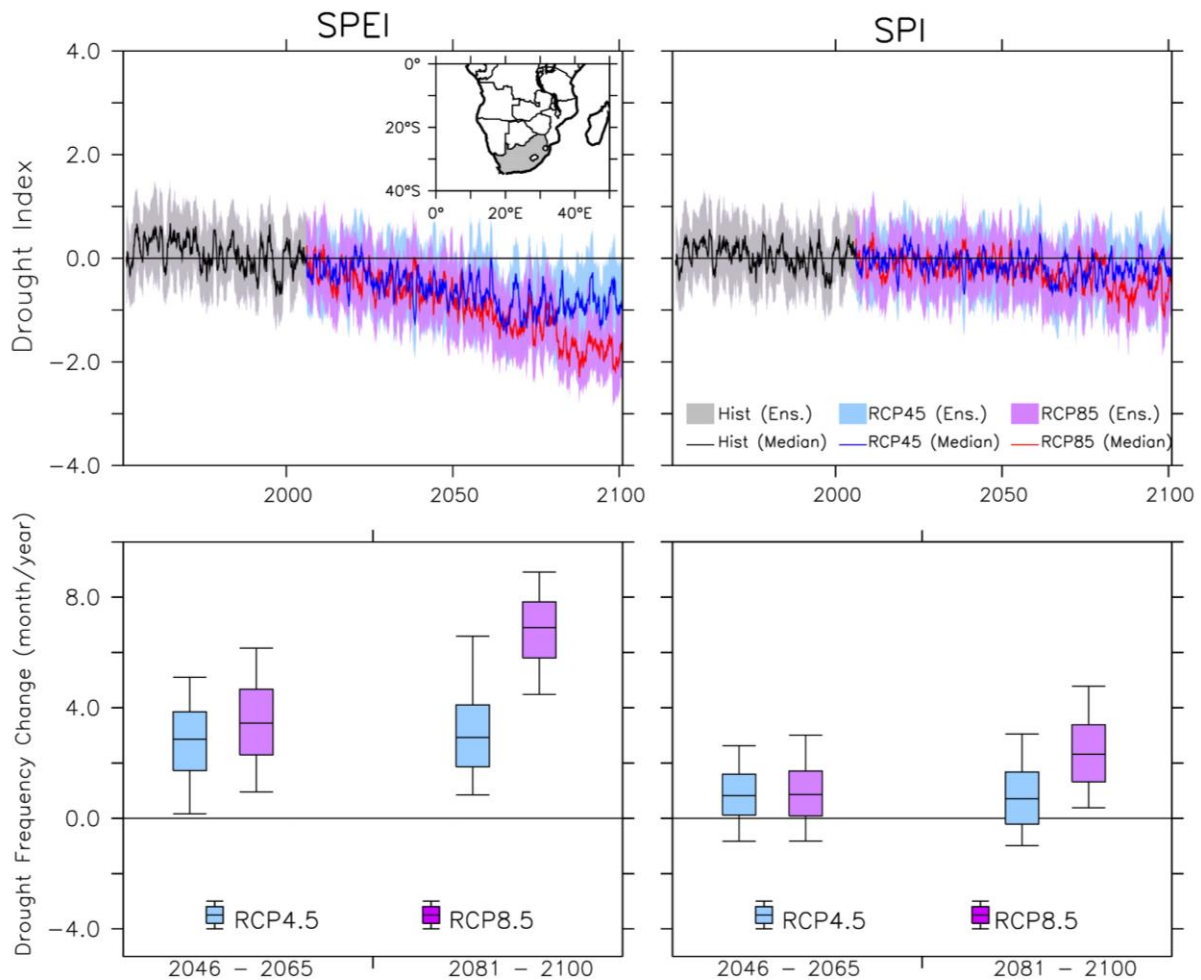 SPEI
SPI
4.0
2.0
0.0
−2.0
−4.0
Drought Index
0°
20°S
40°S
0° 20°E 40°E
Hist (Ens.) RCP45 (Ens.) RCP85 (Ens.)
Hist (Median) RCP45 (Median) RCP85 (Median)
2000 2050 2100
2000 2050 2100
Drought Frequency Change (month/year)
8.0
4.0
0.0
−4.0
RCP4.5 RCP8.5
RCP4.5 RCP8.5
2046 − 2065 2081 − 2100
2046 − 2065 2081 − 2100